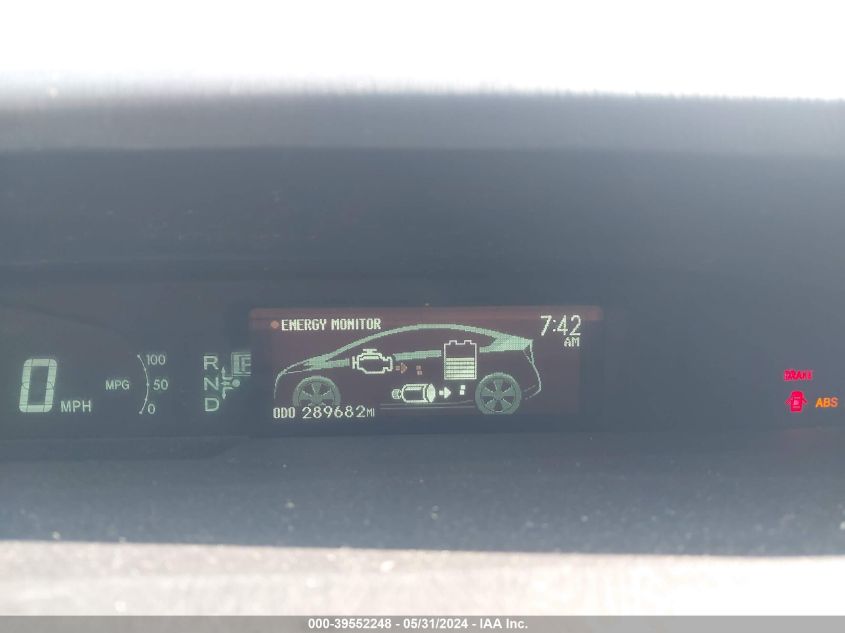 ENERGY MONITOR
7:42
AM
0 MPH
MPG
100
50
0
R
N
D
P
ODO 289682MI
BRAKE
ABS
000-39552248 - 05/31/2024 - IAA Inc.